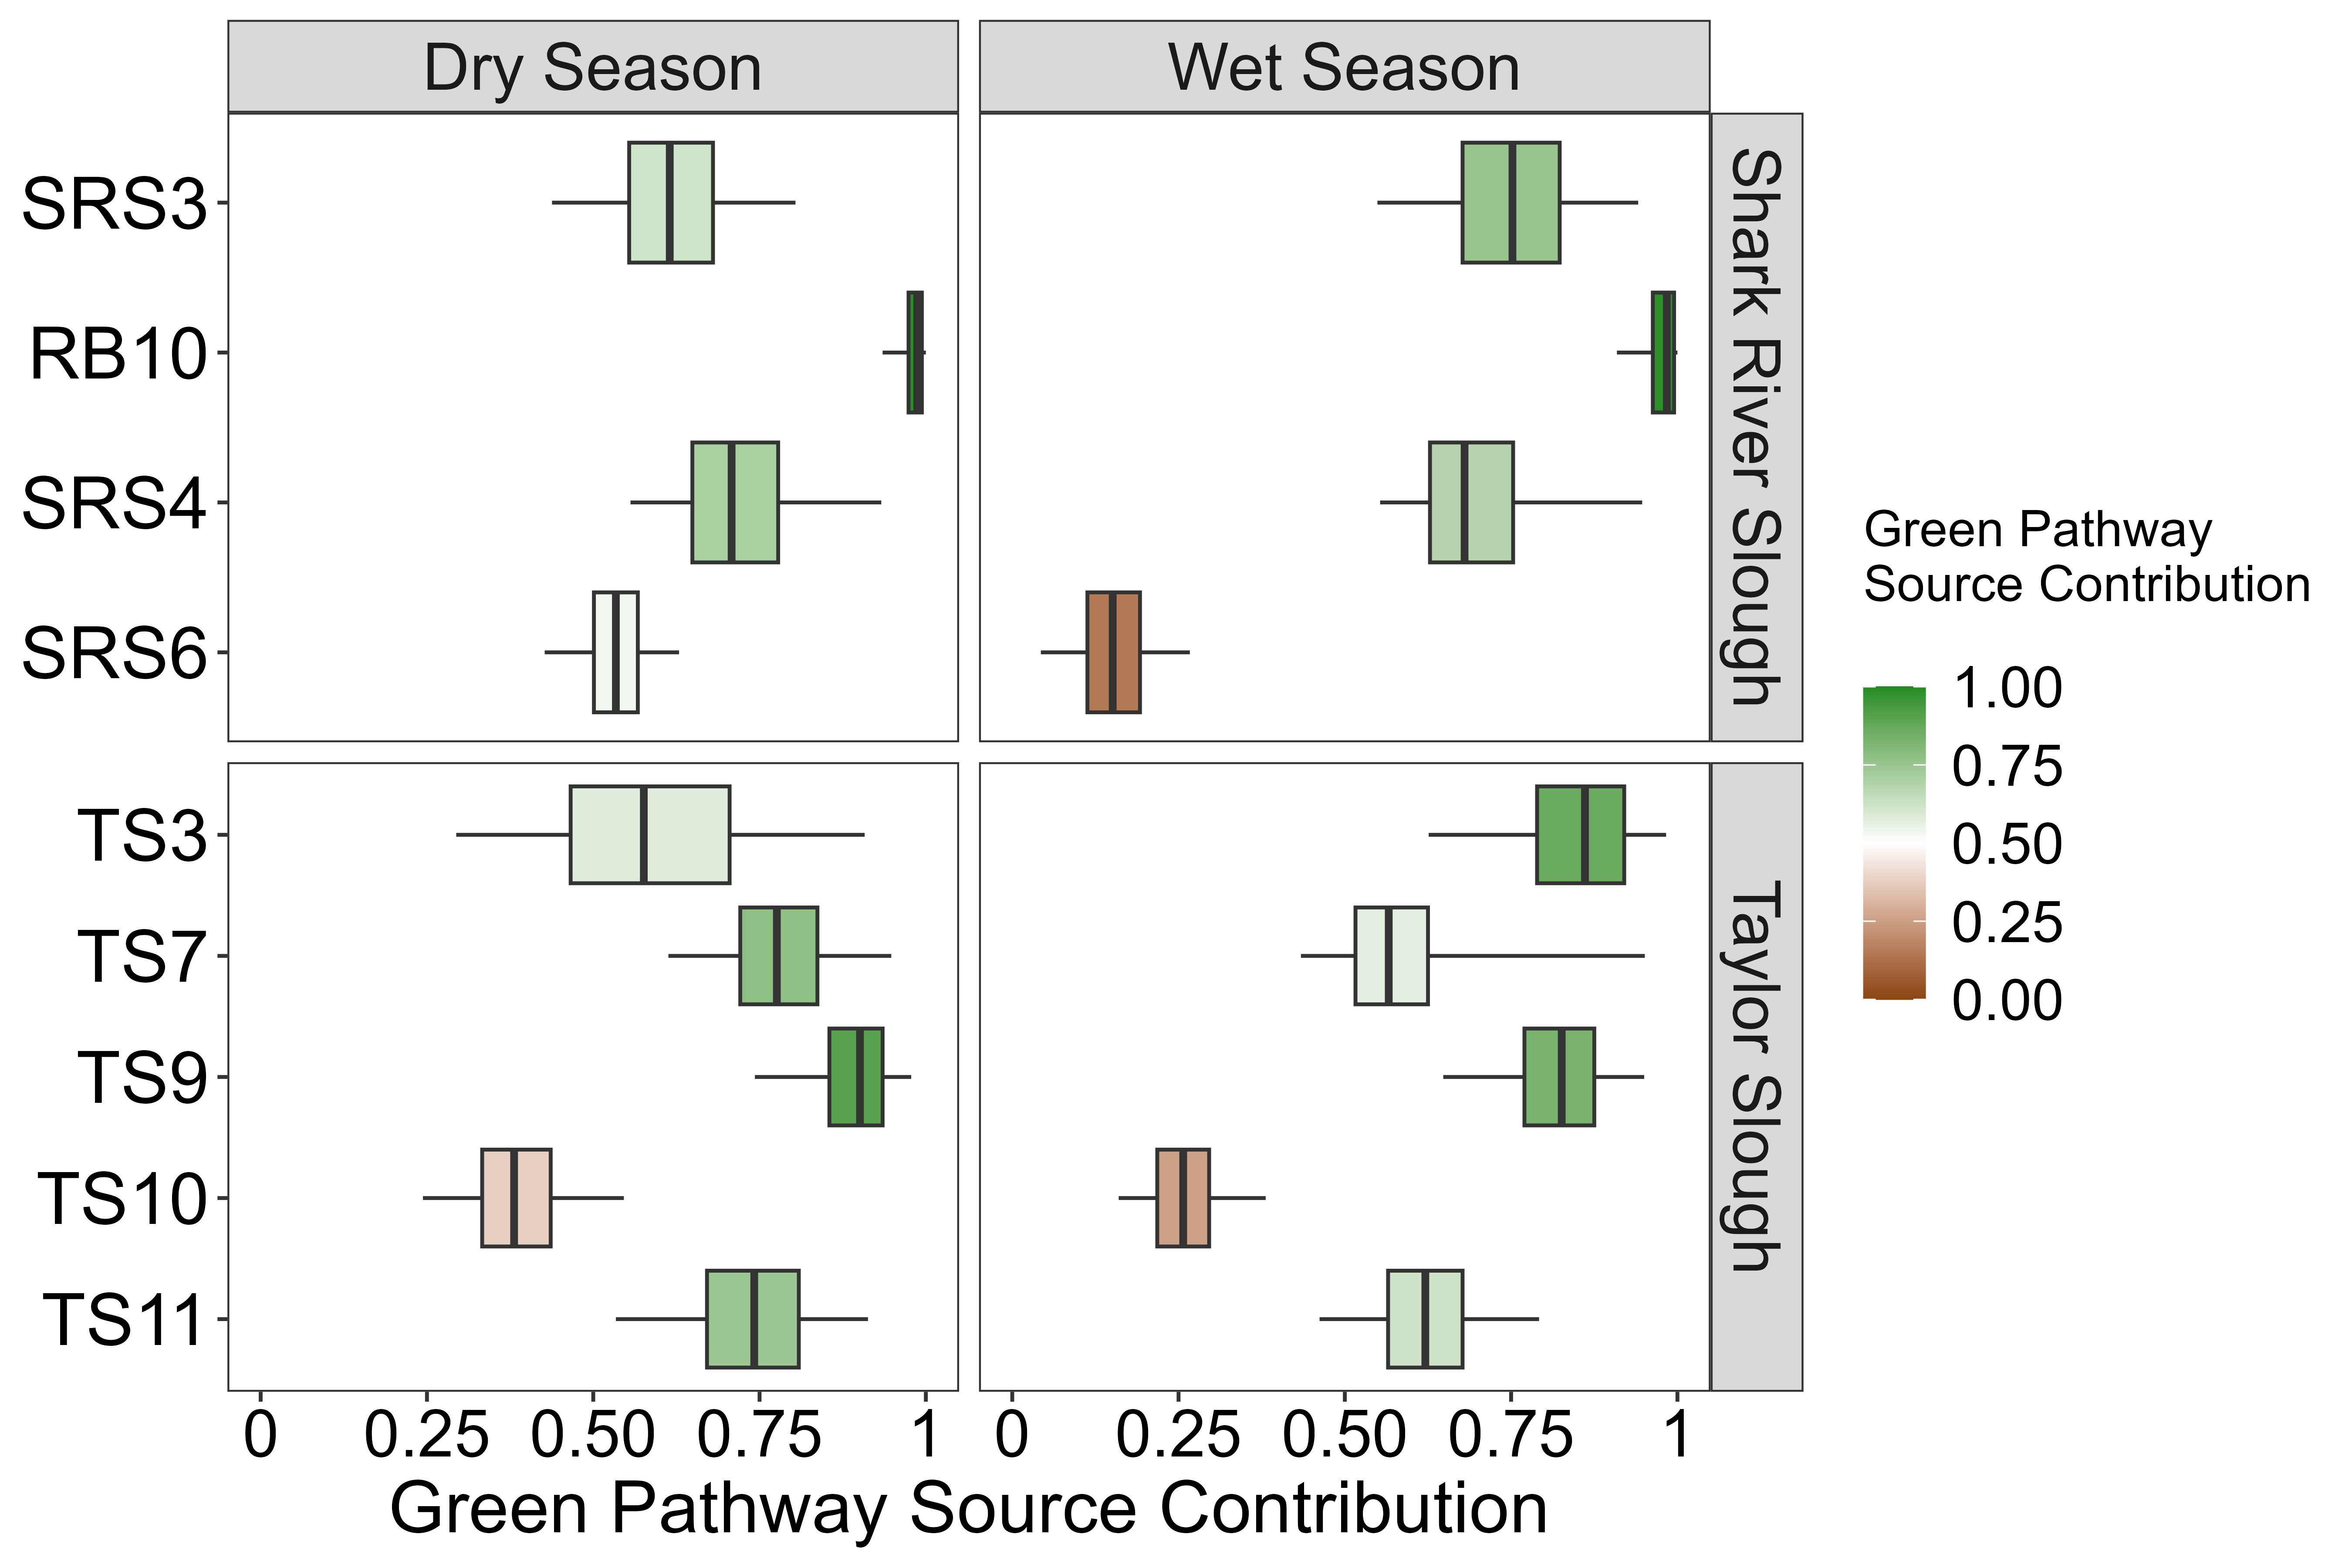 Dry Season
Wet Season
SRS3
RB10
SRS4
SRS6
Shark River Slough
TS3
TS7
TS9
TS10
TS11
Taylor Slough
0 0.25 0.50 0.75 1
0 0.25 0.50 0.75 1
Green Pathway Source Contribution
Green Pathway
Source Contribution
1.00
0.75
0.50
0.25
0.00